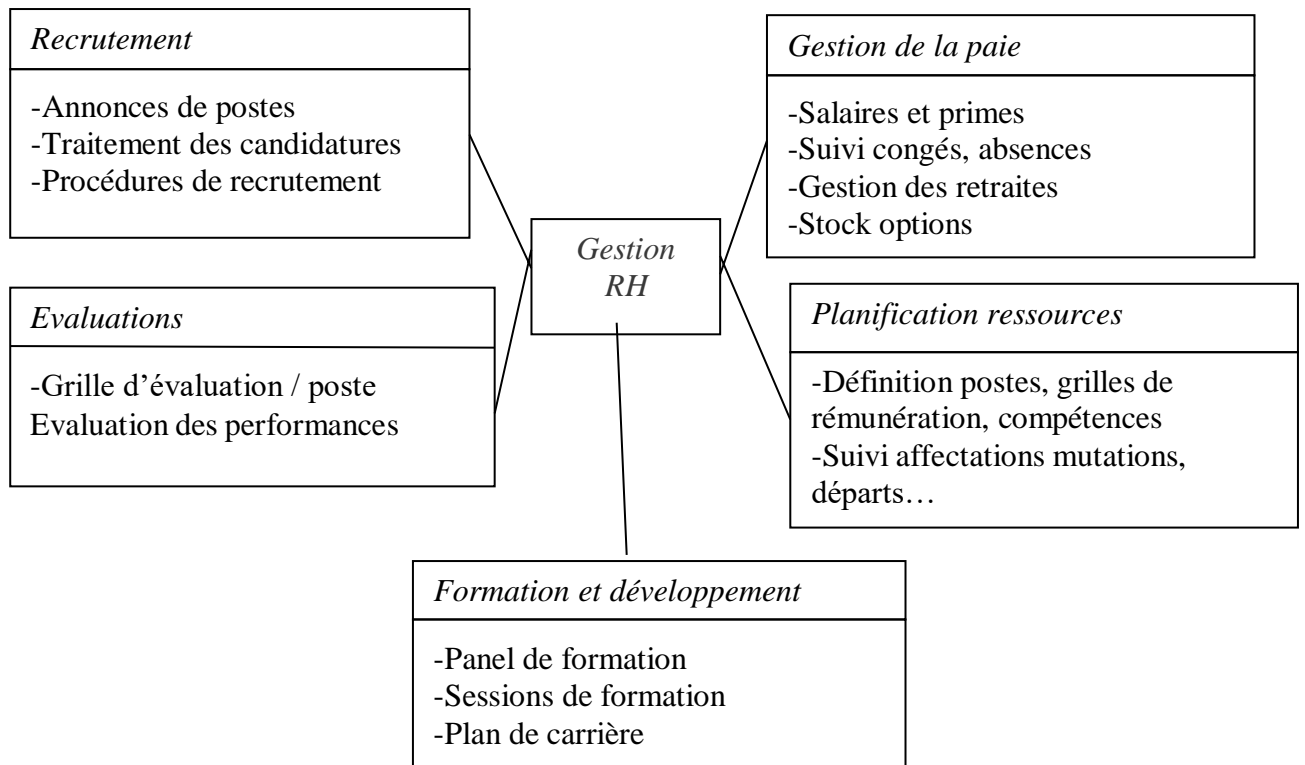 Recrutement
-Annonces de postes
-Traitement des candidatures
-Procédures de recrutement
Gestion de la paie
-Salaires et primes
-Suivi congés, absences
-Gestion des retraites
-Stock options
Gestion
RH
Evaluations
-Grille d’évaluation / poste
Evaluation des performances
Planification ressources
-Définition postes, grilles de
rémunération, compétences
-Suivi affectations mutations,
départs…
Formation et développement
-Panel de formation
-Sessions de formation
-Plan de carrière